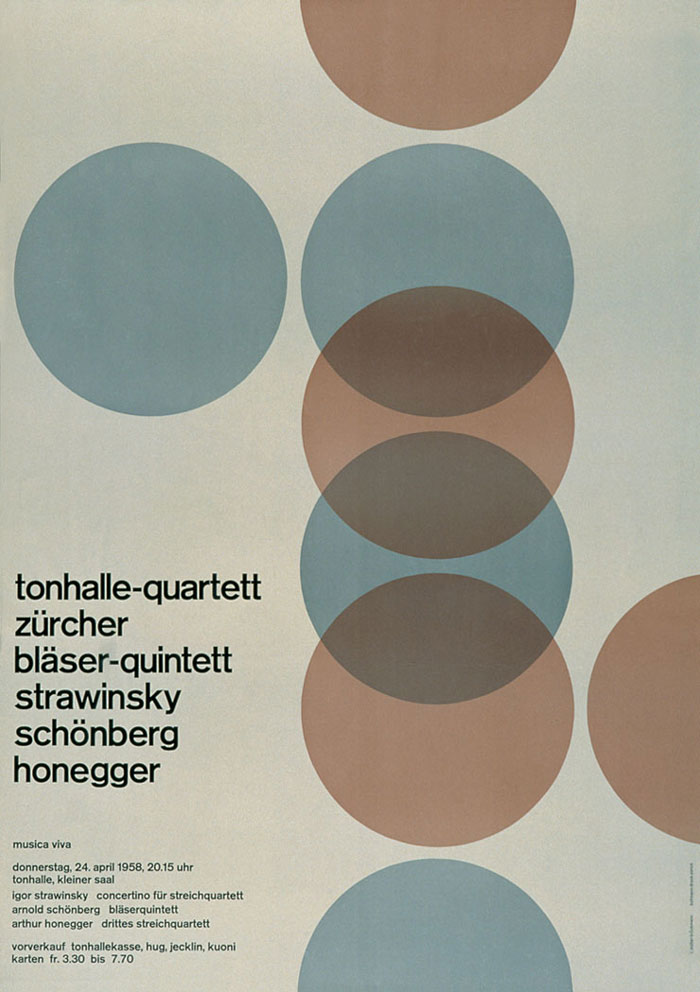 tonhalle-quartett
zürcher
bläser-quintett
strawinsky
schönberg
honegger
musica viva
donnerstag, 24. april 1958, 20.15 uhr
tonhalle, kleiner saal
igor strawinsky concertino für streichquartett
arnold schönberg bläserquintett
arthur honegger drittes streichquartett
vorverkauf tonhallekasse, hug, jecklin, kuoni
karten fr. 3.30 bis 7.70